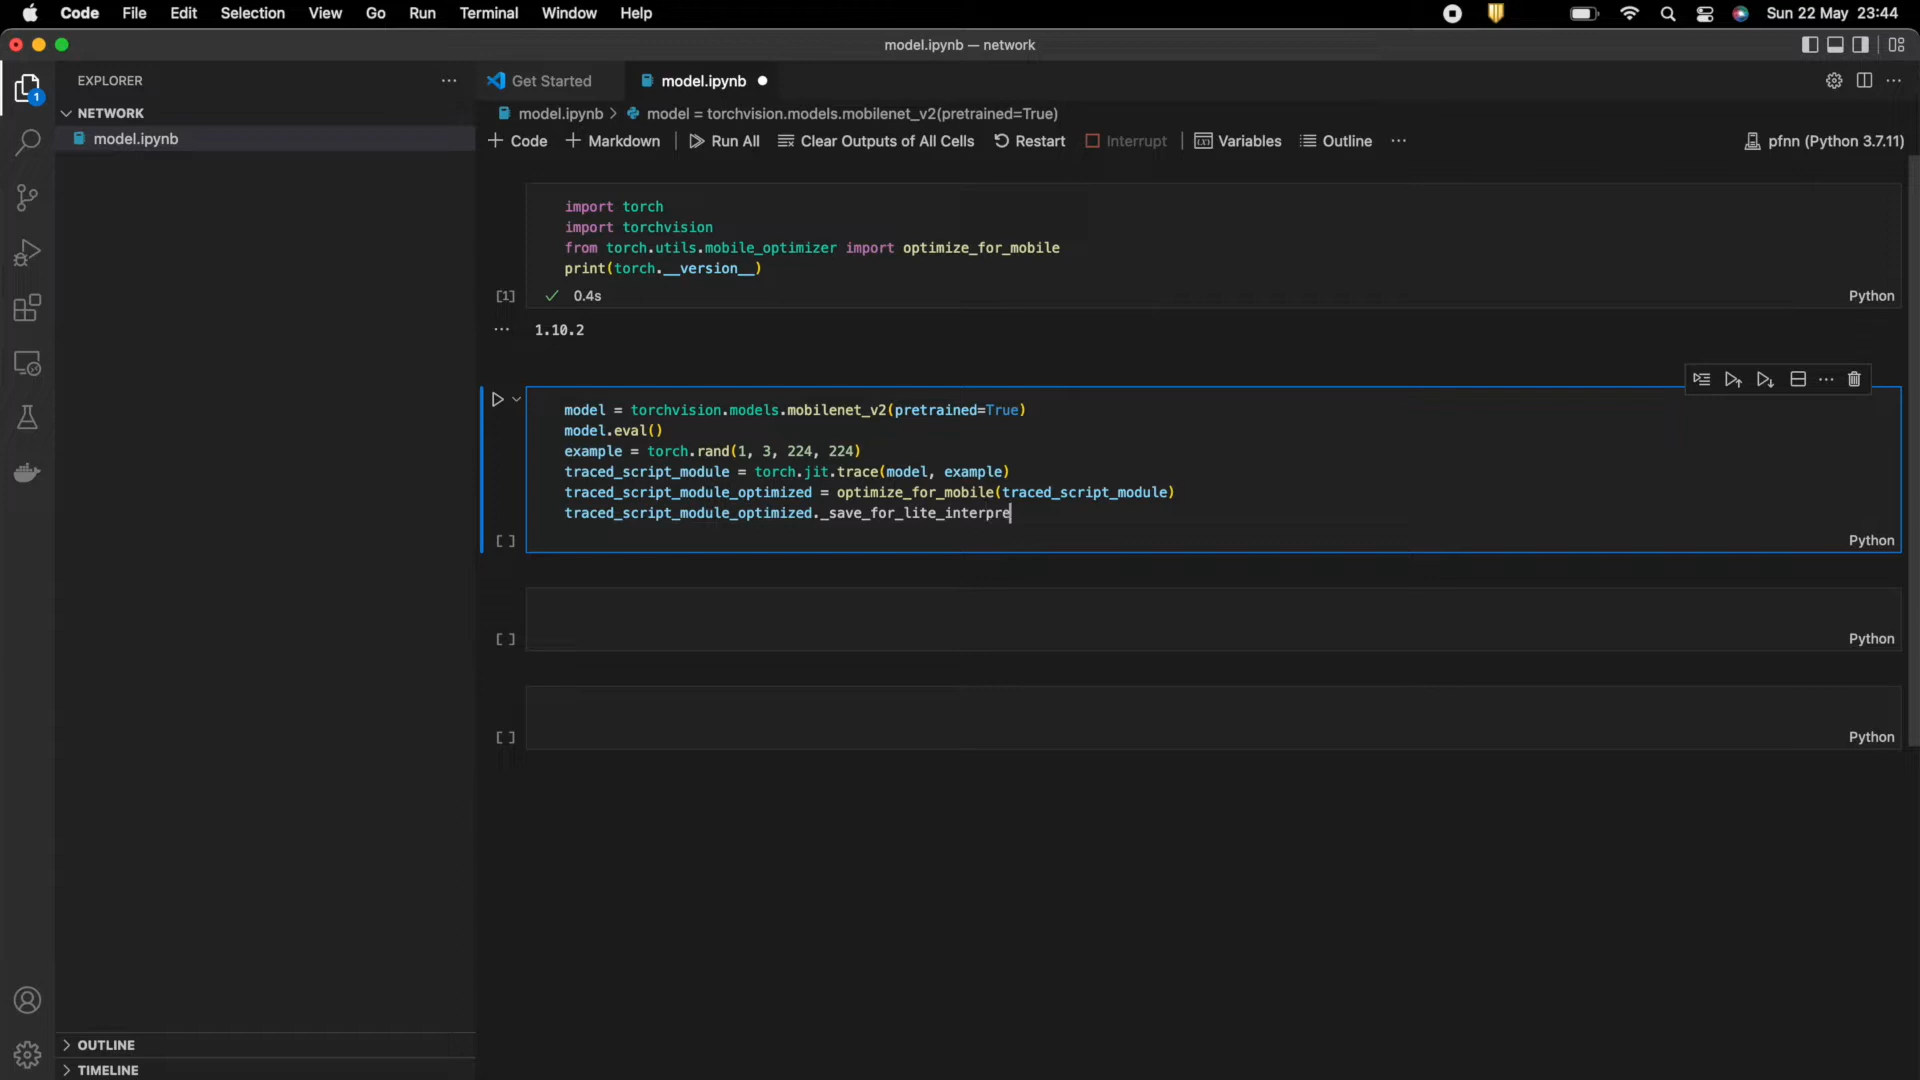 Code File Edit Selection View Go Run Terminal Window Help Sun 22 May 23:44
model.ipynb — network
EXPLORER
Get Started
model.ipynb
NETWORK
model.ipynb
1
model.ipynb > model = torchvision.models.mobilenet_v2(pretrained=True)
Code Markdown Run All Clear Outputs of All Cells Restart Interrupt Variables Outline pfnn (Python 3.7.11)
import torch
import torchvision
from torch.utils.mobile_optimizer import optimize_for_mobile
print(torch.__version__)
[1] 0.4s Python
1.10.2
model = torchvision.models.mobilenet_v2(pretrained=True)
model.eval()
example = torch.rand(1, 3, 224, 224)
traced_script_module = torch.jit.trace(model, example)
traced_script_module_optimized = optimize_for_mobile(traced_script_module)
traced_script_module_optimized._save_for_lite_interpre
[ ] Python
[ ] Python
[ ] Python
OUTLINE
TIMELINE